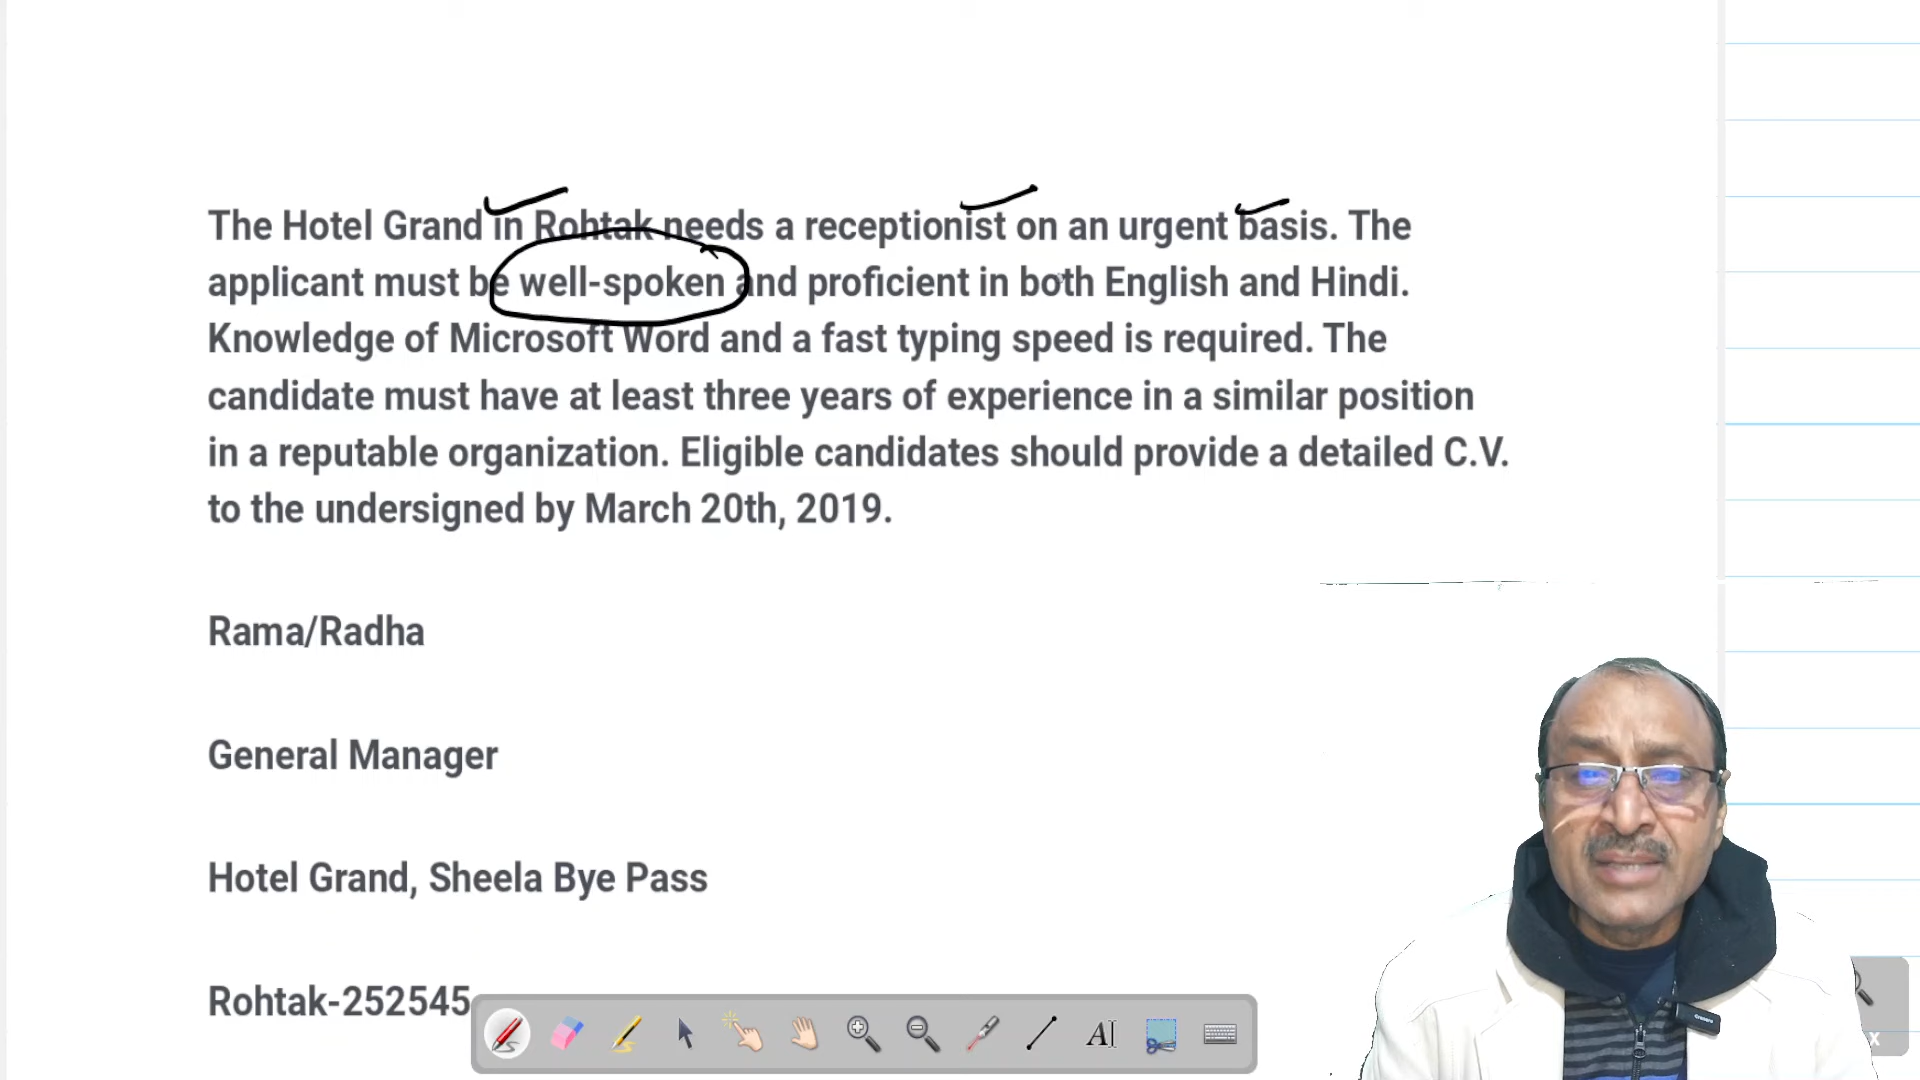 The Hotel Grand in Rohtak needs a receptionist on an urgent basis. The
applicant must be well-spoken and proficient in both English and Hindi.
Knowledge of Microsoft Word and a fast typing speed is required. The
candidate must have at least three years of experience in a similar position
in a reputable organization. Eligible candidates should provide a detailed C.V.
to the undersigned by March 20th, 2019.
Rama/Radha
General Manager
Hotel Grand, Sheela Bye Pass
Rohtak-252545
AI
x